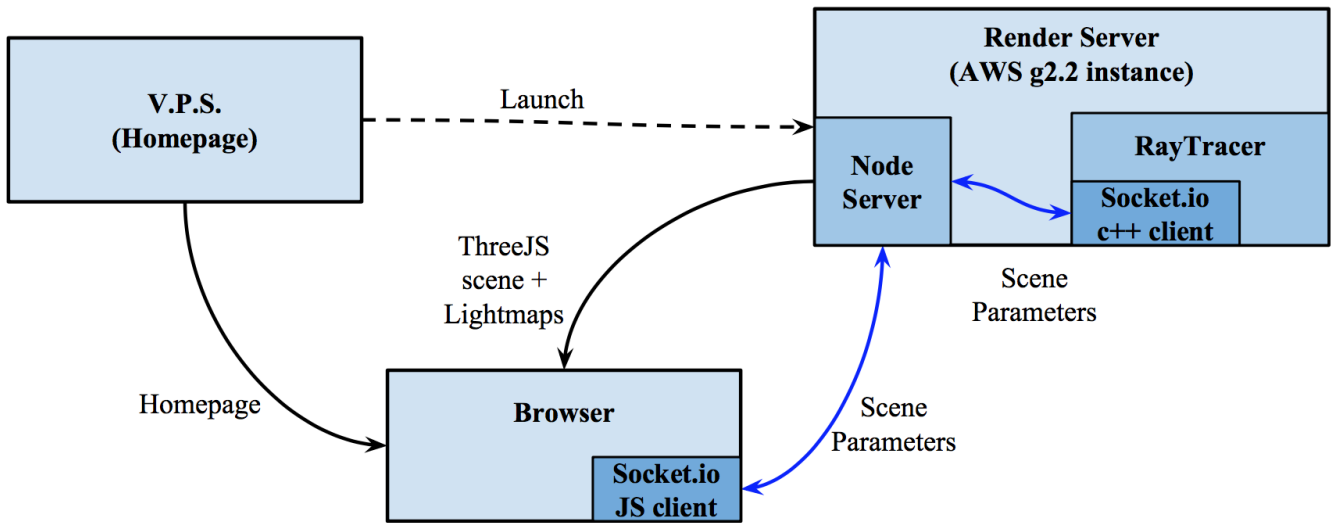 V.P.S.
(Homepage)
Launch
Render Server
(AWS g2.2 instance)
Node
Server
RayTracer
Socket.io
c++ client
ThreeJS
scene +
Lightmaps
Scene
Parameters
Homepage
Browser
Socket.io
JS client
Scene
Parameters